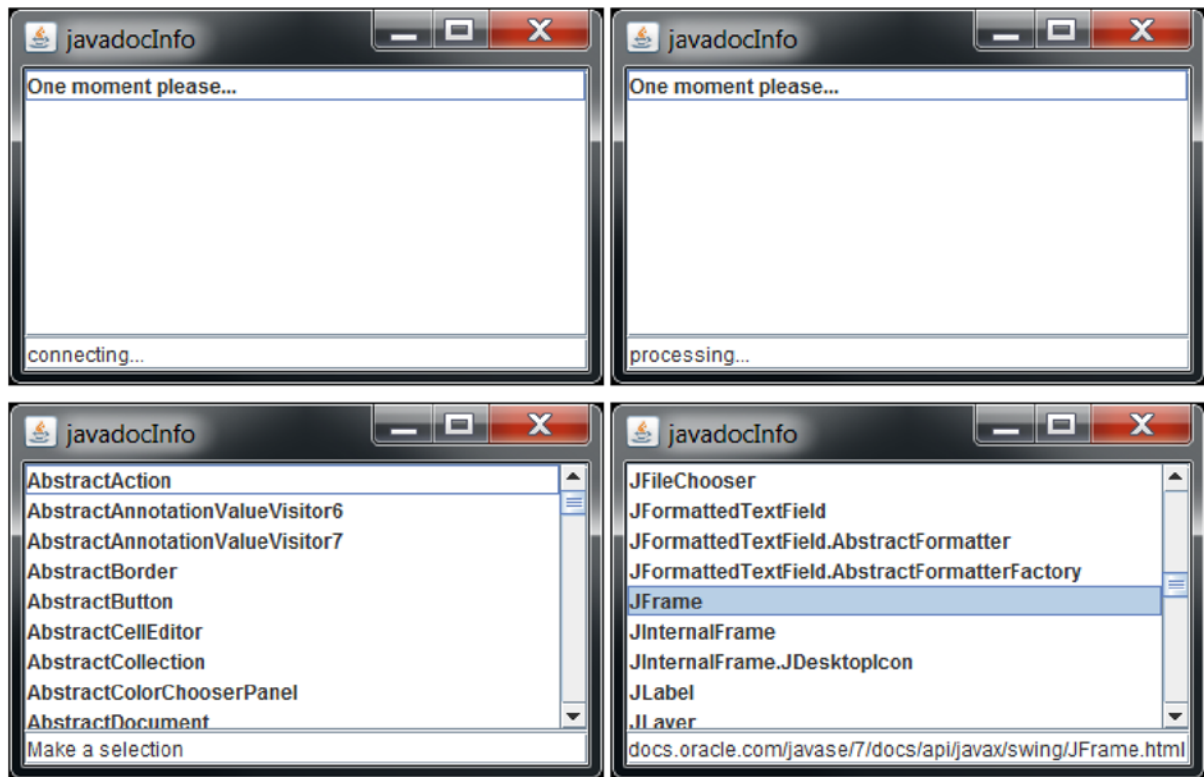 javadocInfo
One moment please...
connecting...
javadocInfo
One moment please...
processing...
javadocInfo
AbstractAction
AbstractAnnotationValueVisitor6
AbstractAnnotationValueVisitor7
AbstractBorder
AbstractButton
AbstractCellEditor
AbstractCollection
AbstractColorChooserPanel
AbstractDocument
Make a selection
javadocInfo
JFileChooser
JFormattedTextField
JFormattedTextField.AbstractFormatter
JFormattedTextField.AbstractFormatterFactory
JFrame
JInternalFrame
JInternalFrame.JDesktopIcon
JLabel
JLayer
docs.oracle.com/javase/7/docs/api/javax/swing/JFrame.html